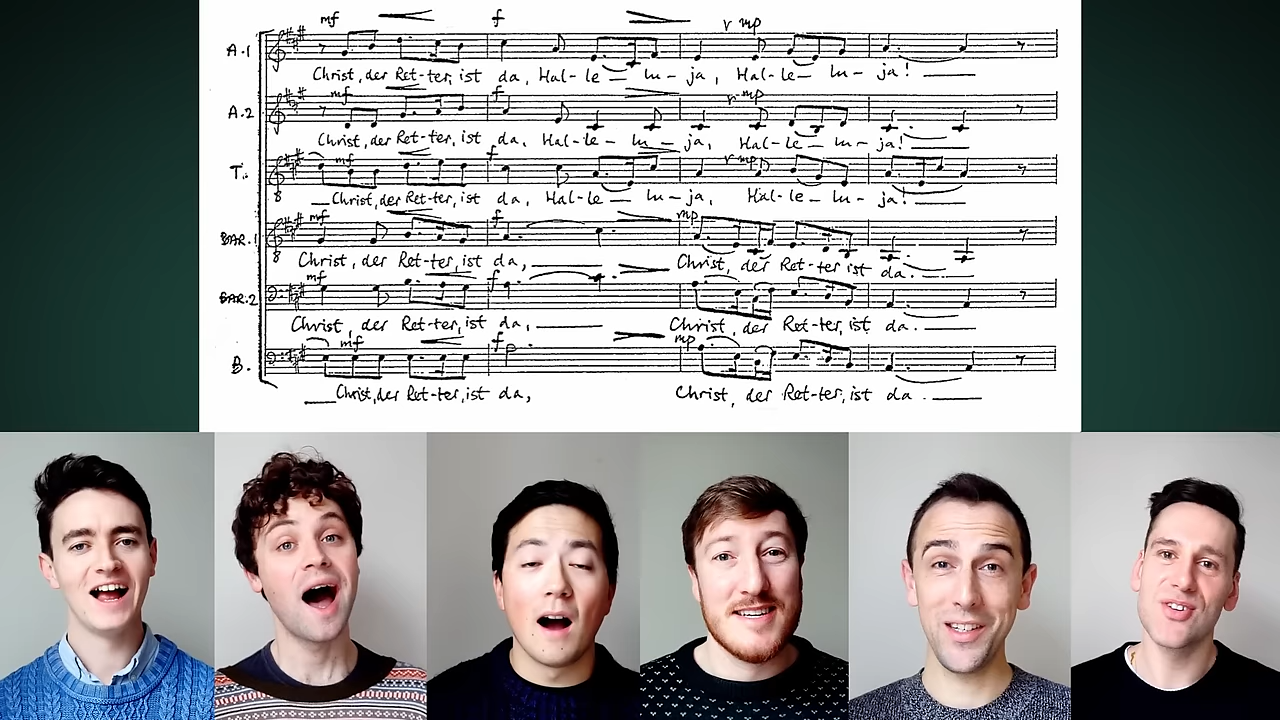 mf f mp
A.1
Christ, der Ret-ter, ist da, Hal-le-lu-ja, Hal-le-lu-ja!
mf f mp
A.2
Christ, der Ret-ter, ist da, Hal-le-lu-ja, Hal-le-lu-ja!
mf f mp
T.
8
Christ, der Ret-ter, ist da, Hal-le-lu-ja, Hal-le-lu-ja!
mf f mp
BAR.1
8
Christ, der Ret-ter, ist da, Christ, der Ret-ter ist da.
mf f
BAR.2
Christ, der Ret-ter, ist da, Christ, der Ret-ter, ist da.
mf f mp
B.
Christ, der Ret-ter, ist da, Christ, der Ret-ter, ist da.